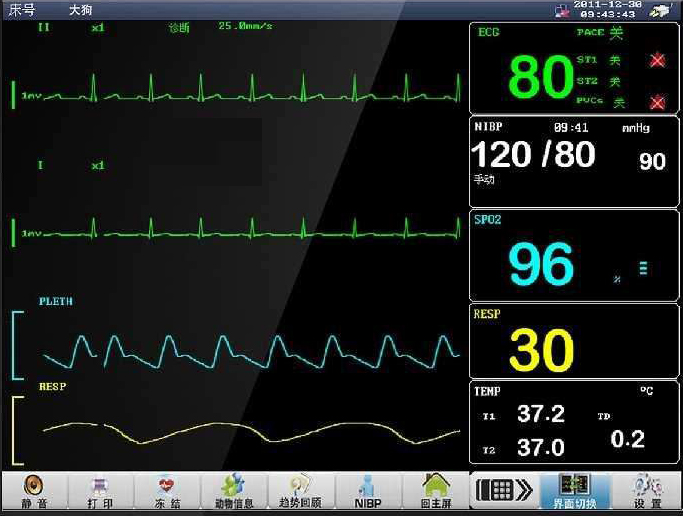 床号 大狗 2011-12-30
09:43:43
II x1 诊断 25.0mm/s
1mv
I x1
1mv
PLETH
RESP
ECG PACE 关
80
ST1 关
ST2 关
PVCs 关
NIBP 09:41 mmHg
120 /80 90
手动
SPO2
96
%
RESP
30
TEMP ºC
T1 37.2 TD
0.2
T2 37.0
静 音 打 印 冻 结 动物信息 趋势回顾 NIBP 回主屏 界面切换 设 置